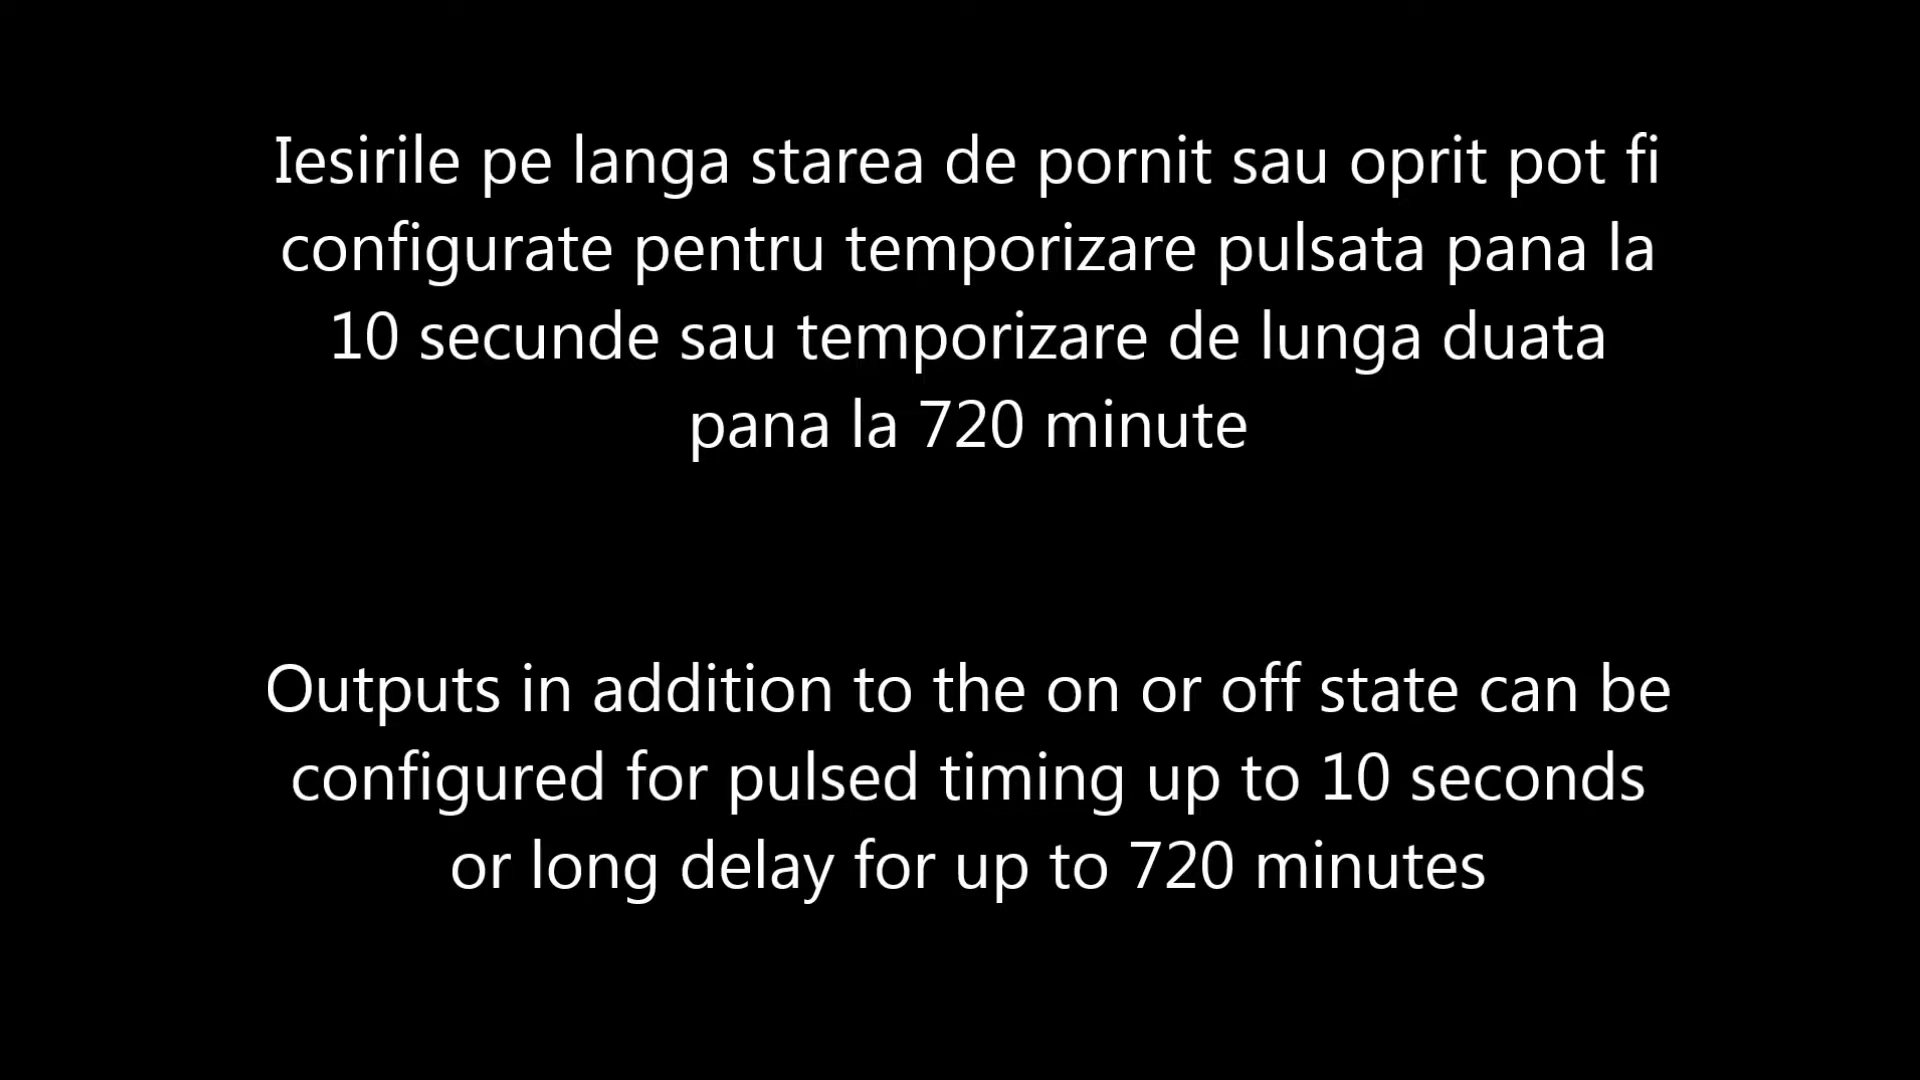 Iesirile pe langa starea de pornit sau oprit pot fi
configurate pentru temporizare pulsata pana la
10 secunde sau temporizare de lunga duata
pana la 720 minute
Outputs in addition to the on or off state can be
configured for pulsed timing up to 10 seconds
or long delay for up to 720 minutes